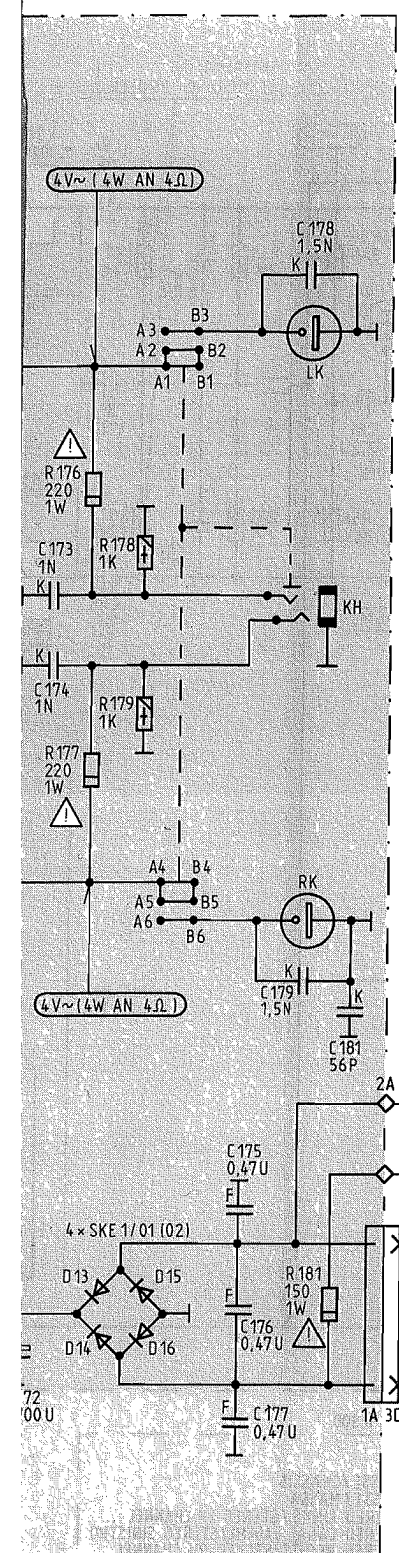 4V~ (4W AN 4Ω)
C178
1,5N
K
B3
A3
A2
B2
A1
B1
LK
!
R176
220
1W
C173
1N
K
R178
1K
KH
K
C174
1N
R179
1K
R177
220
1W
!
A4
B4
A5
B5
A6
B6
RK
K
C179
1,5N
K
C181
56P
4V~(4W AN 4Ω)
2A
C175
0,47U
F
4 × SKE 1/01 (02)
D13
D15
D14
D16
F
C176
0,47U
R181
150
1W
!
72
00U
F
C177
0,47U
1A
3D